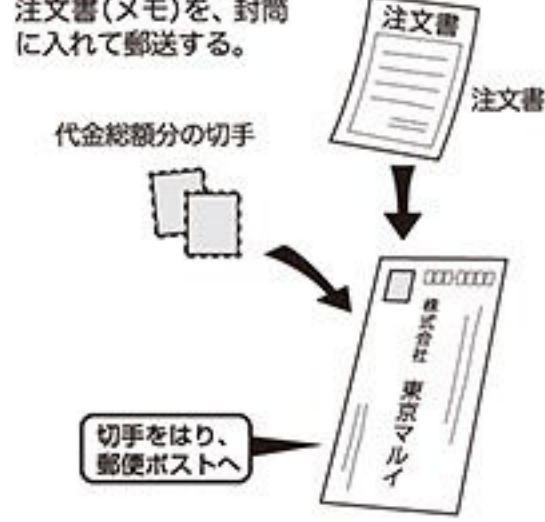 注文書(メモ)を、封筒
に入れて郵送する。
注文書
注文書
代金総額分の切手
株式会社 東京マルイ
切手をはり、
郵便ポストへ